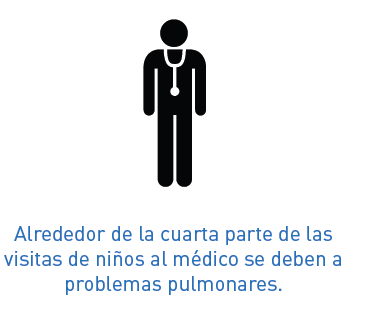 Alrededor de la cuarta parte de las
visitas de niños al médico se deben a
problemas pulmonares.